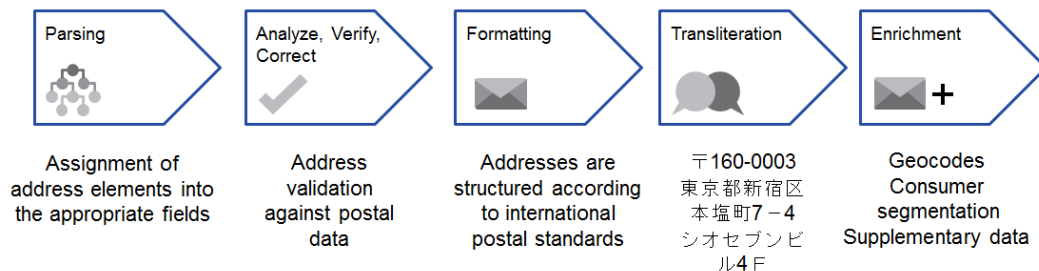 Parsing
Analyze, Verify,
Correct
Formatting
Transliteration
Enrichment
+
Assignment of
address elements into
the appropriate fields
Address
validation
against postal
data
Addresses are
structured according
to international
postal standards
〒160-0003
東京都新宿区
本塩町7－4
シオセブンビ
ル4Ｆ
Geocodes
Consumer
segmentation
Supplementary data